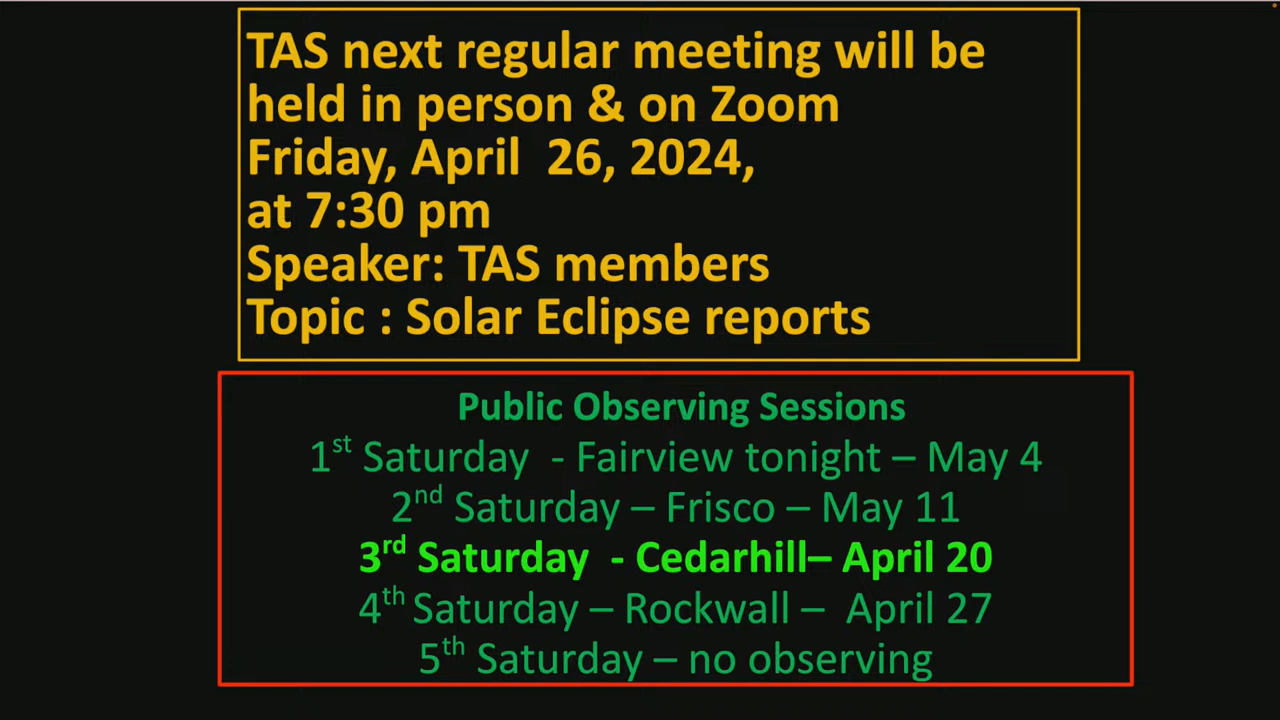 TAS next regular meeting will be
held in person & on Zoom
Friday, April 26, 2024,
at 7:30 pm
Speaker: TAS members
Topic : Solar Eclipse reports
Public Observing Sessions
1st Saturday - Fairview tonight – May 4
2nd Saturday – Frisco – May 11
3rd Saturday - Cedarhill– April 20
4th Saturday – Rockwall – April 27
5th Saturday – no observing